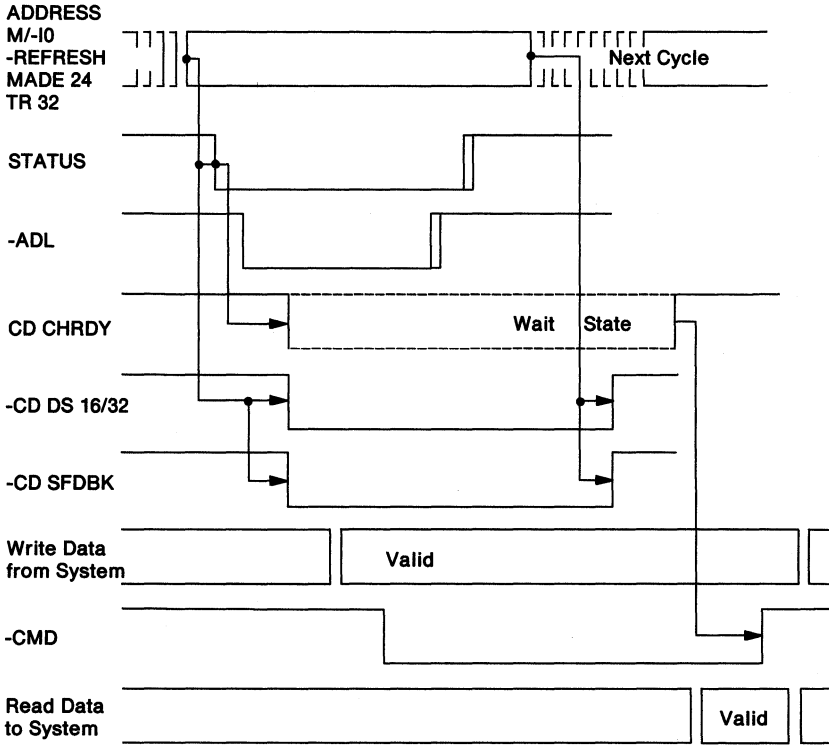 ADDRESS
M/-IO
-REFRESH
MADE 24
TR 32
Next Cycle
STATUS
-ADL
CD CHRDY
Wait State
-CD DS 16/32
-CD SFDBK
Write Data
from System
Valid
-CMD
Read Data
to System
Valid